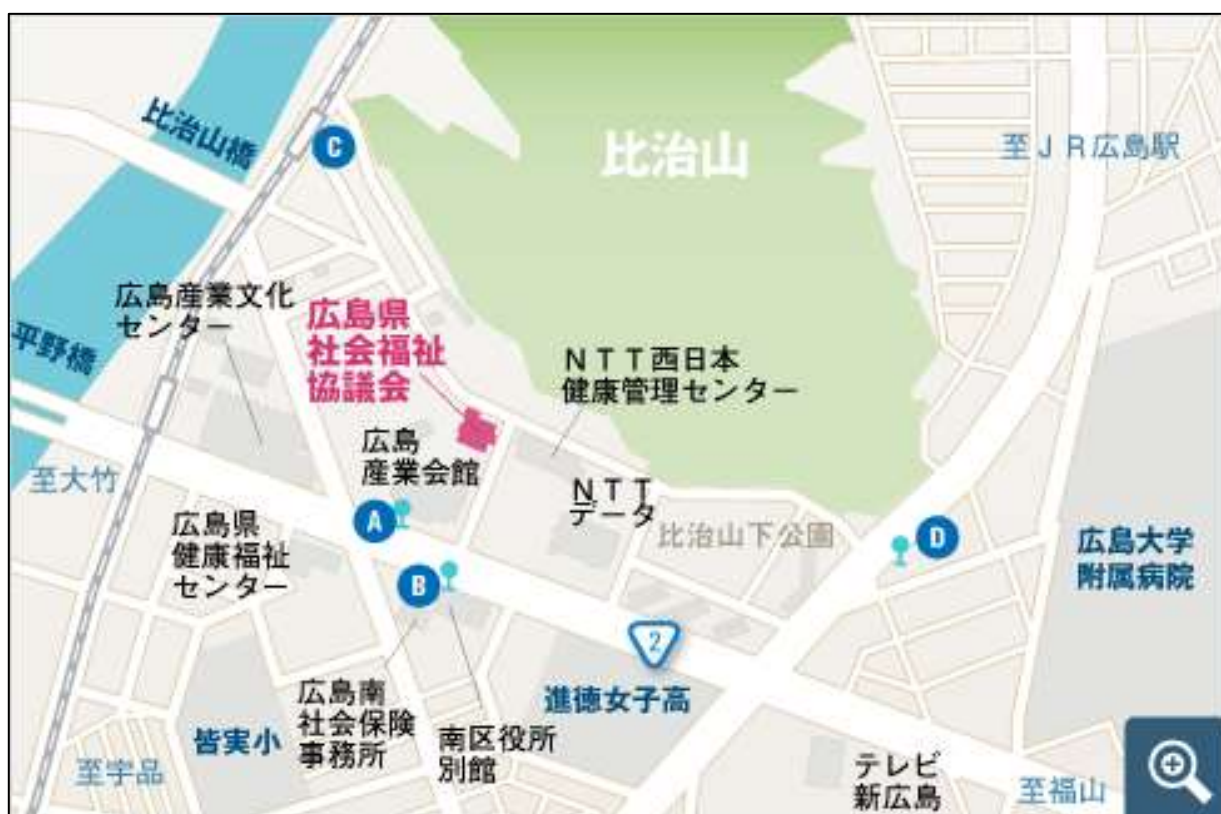 比治山橋
C
比治山
至ＪＲ広島駅
広島産業文化
センター
広島県
社会福祉
協議会
平野橋
ＮＴＴ西日本
健康管理センター
広島
産業会館
至大竹
A
ＮＴＴ
データ
広島県
健康福祉
センター
比治山下公園
D
広島大学
附属病院
B
2
広島南
社会保険
事務所
進徳女子高
皆実小
南区役所
別館
至宇品
テレビ
新広島
至福山